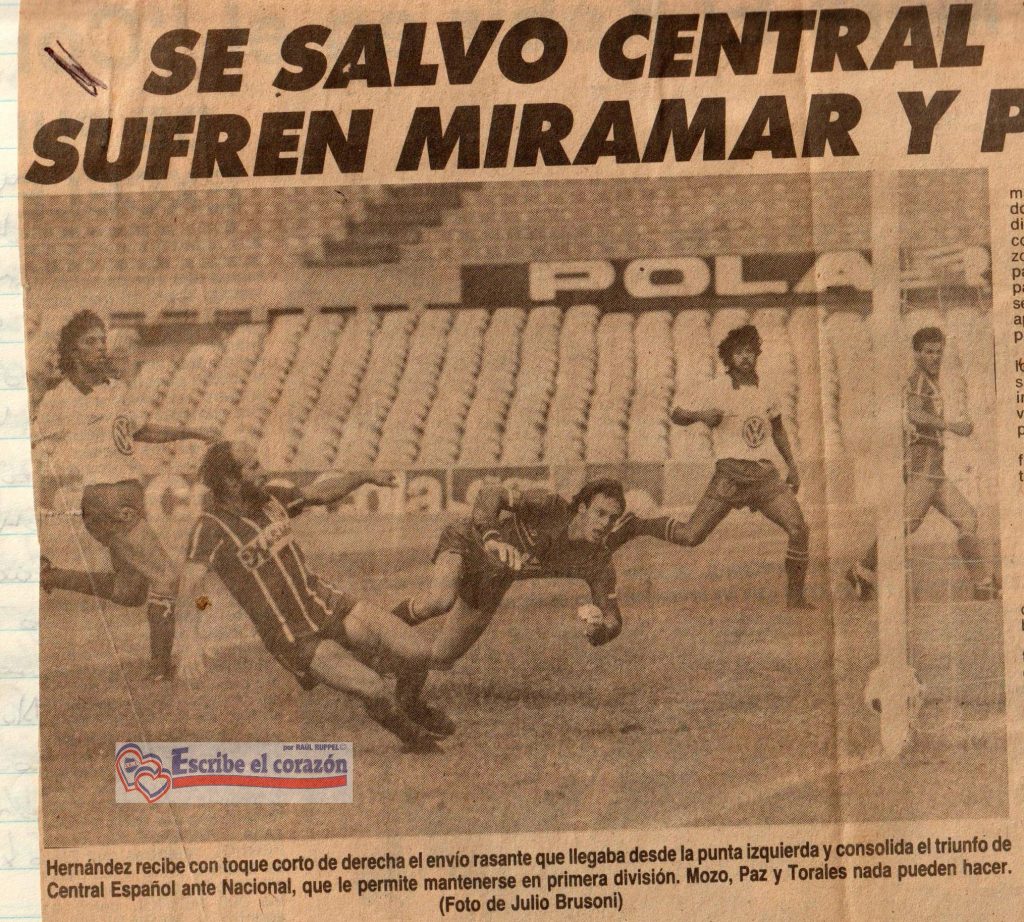 SE SALVO CENTRAL
SUFREN MIRAMAR Y P
POLA R
por RAÚL RUPPEL
Escribe el corazón
Hernández recibe con toque corto de derecha el envío rasante que llegaba desde la punta izquierda y consolida el triunfo de
Central Español ante Nacional, que le permite mantenerse en primera división. Mozo, Paz y Torales nada pueden hacer.
(Foto de Julio Brusoni)